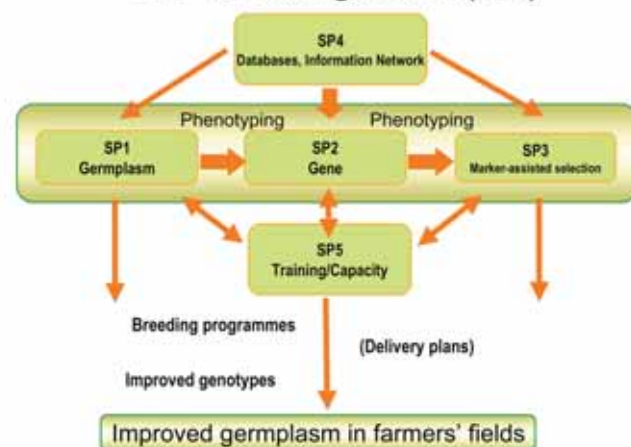 SP4
Databases, Information Network
Phenotyping Phenotyping
SP1
Germplasm
SP2
Gene
SP3
Marker-assisted selection
SP5
Training/Capacity
Breeding programmes
(Delivery plans)
Improved genotypes
Improved germplasm in farmers' fields